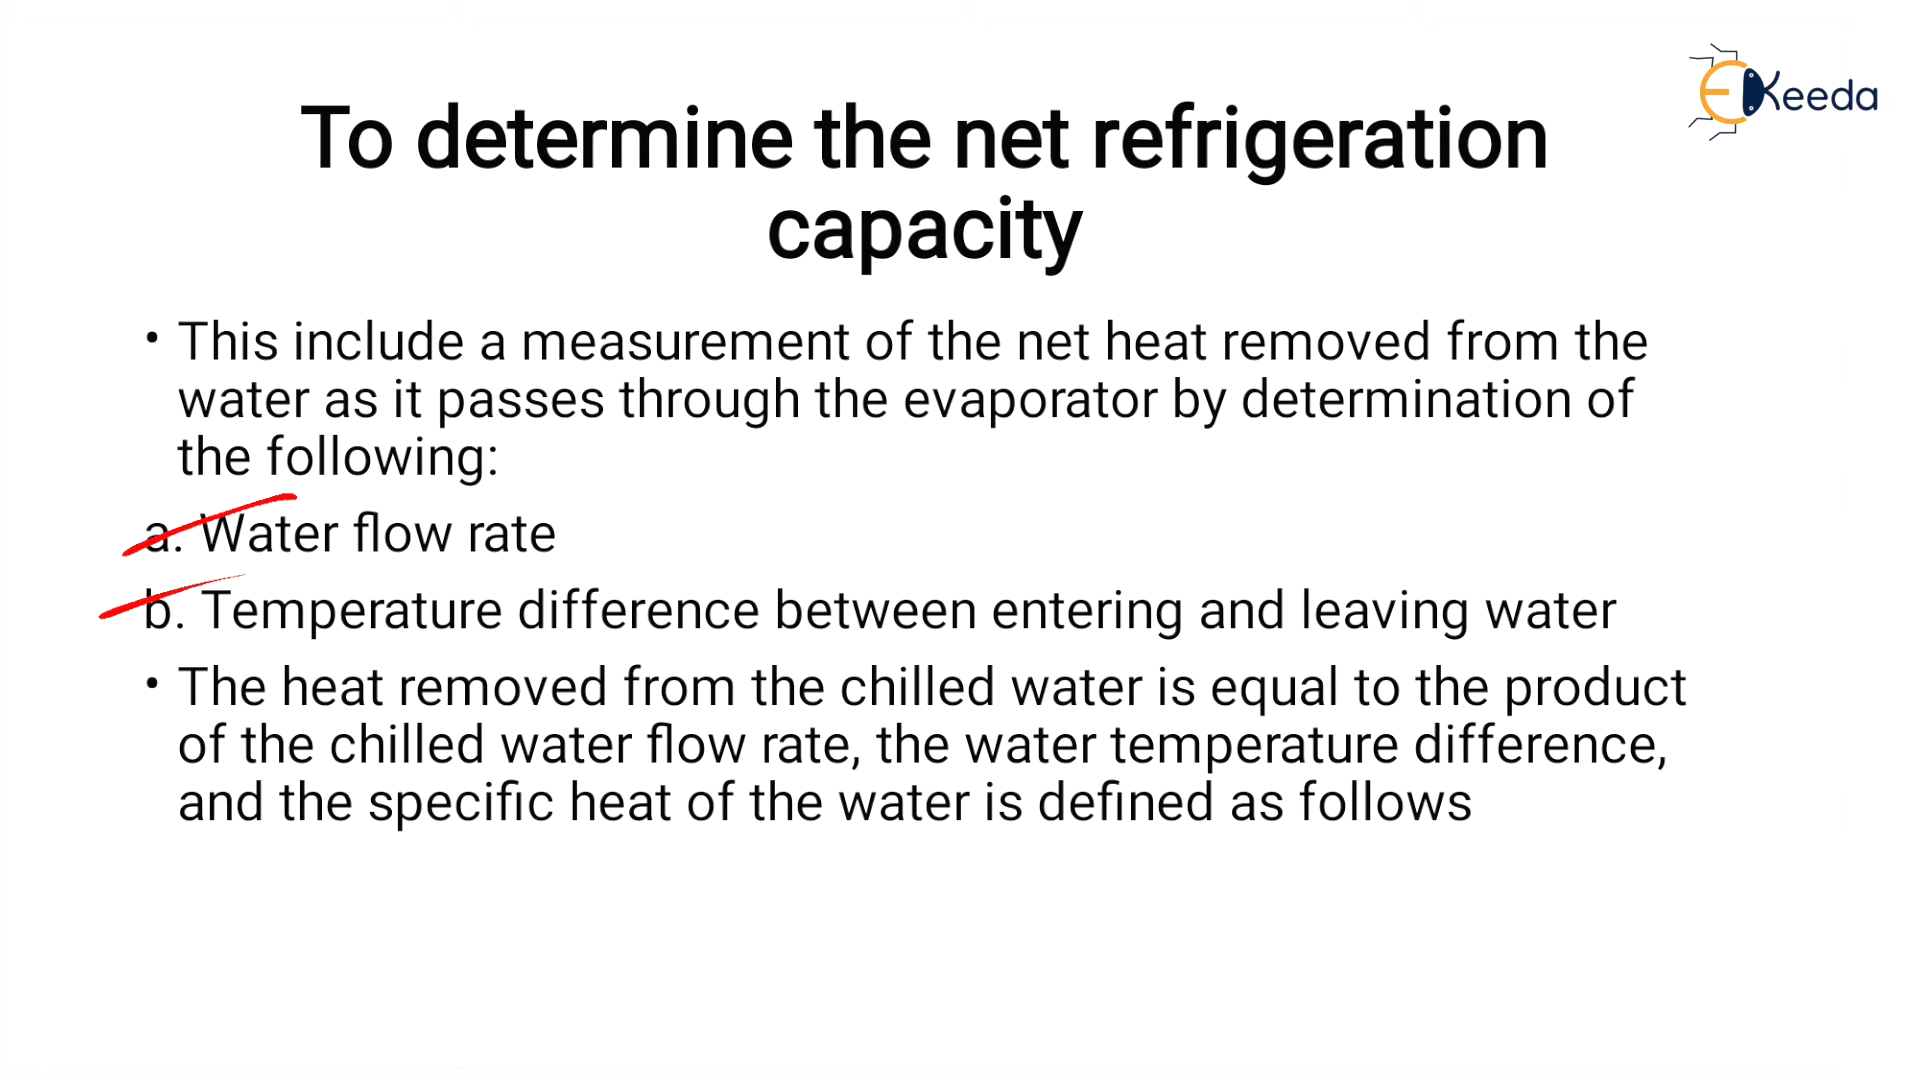 EKeeda
To determine the net refrigeration
capacity
• This include a measurement of the net heat removed from the
water as it passes through the evaporator by determination of
the following:
a. Water flow rate
b. Temperature difference between entering and leaving water
• The heat removed from the chilled water is equal to the product
of the chilled water flow rate, the water temperature difference,
and the specific heat of the water is defined as follows